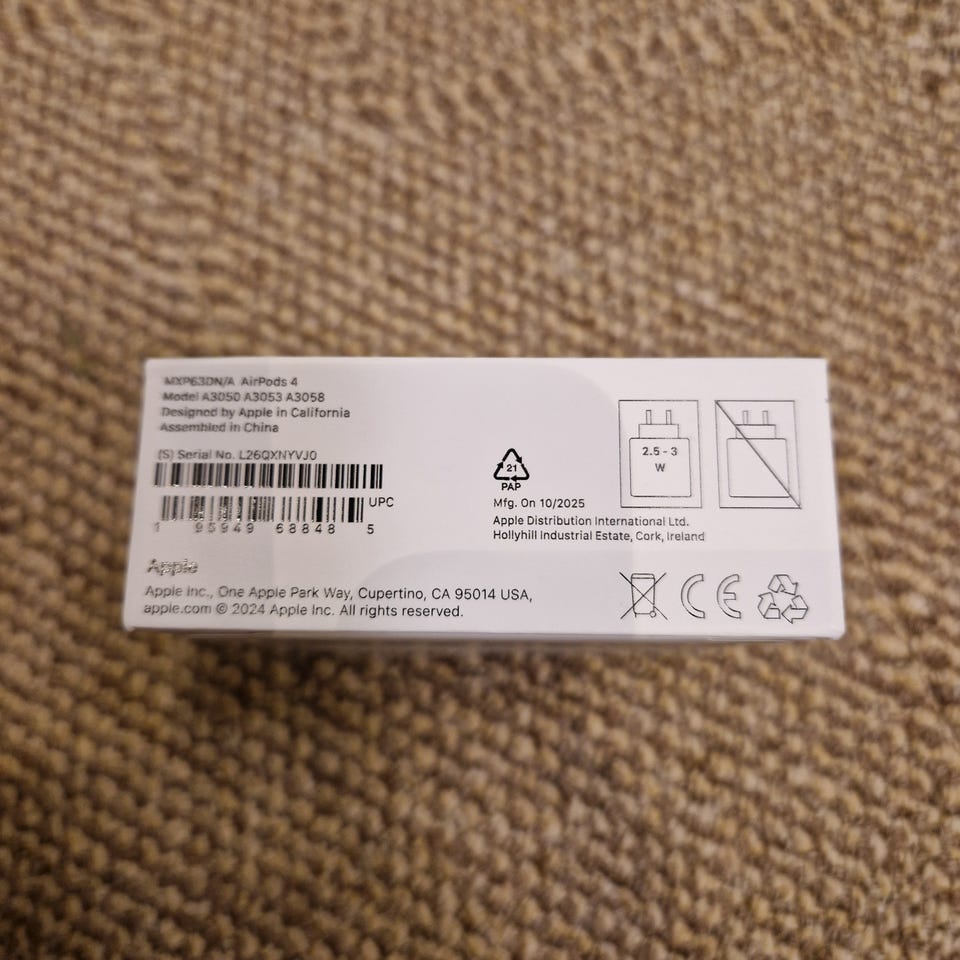 MXP63DN/A AirPods 4
Model A3050 A3053 A3058
Designed by Apple in California
Assembled in China
(S) Serial No. L26QXNYVJ0
UPC
1 95949 68848 5
Apple
Apple Inc., One Apple Park Way, Cupertino, CA 95014 USA,
apple.com © 2024 Apple Inc. All rights reserved.
21
PAP
Mfg. On 10/2025
Apple Distribution International Ltd.
Hollyhill Industrial Estate, Cork, Ireland
2.5 - 3
W
CE